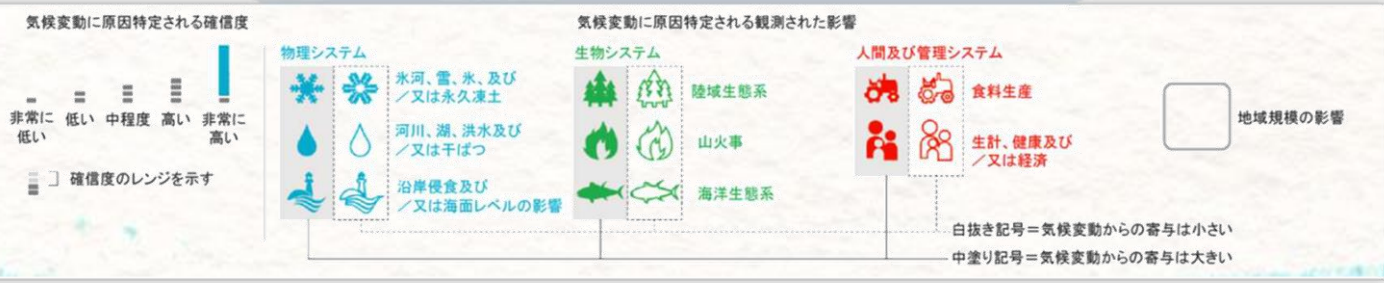 気候変動に原因特定される確信度
非常に
低い
低い
中程度
高い
非常に
高い
確信度のレンジを示す
気候変動に原因特定される観測された影響
物理システム
氷河、雪、氷、及び
／又は永久凍土
河川、湖、洪水及び
／又は干ばつ
沿岸侵食及び
／又は海面レベルの影響
生物システム
陸域生態系
山火事
海洋生態系
人間及び管理システム
食料生産
生計、健康及び
／又は経済
地域規模の影響
白抜き記号＝気候変動からの寄与は小さい
中塗り記号＝気候変動からの寄与は大きい